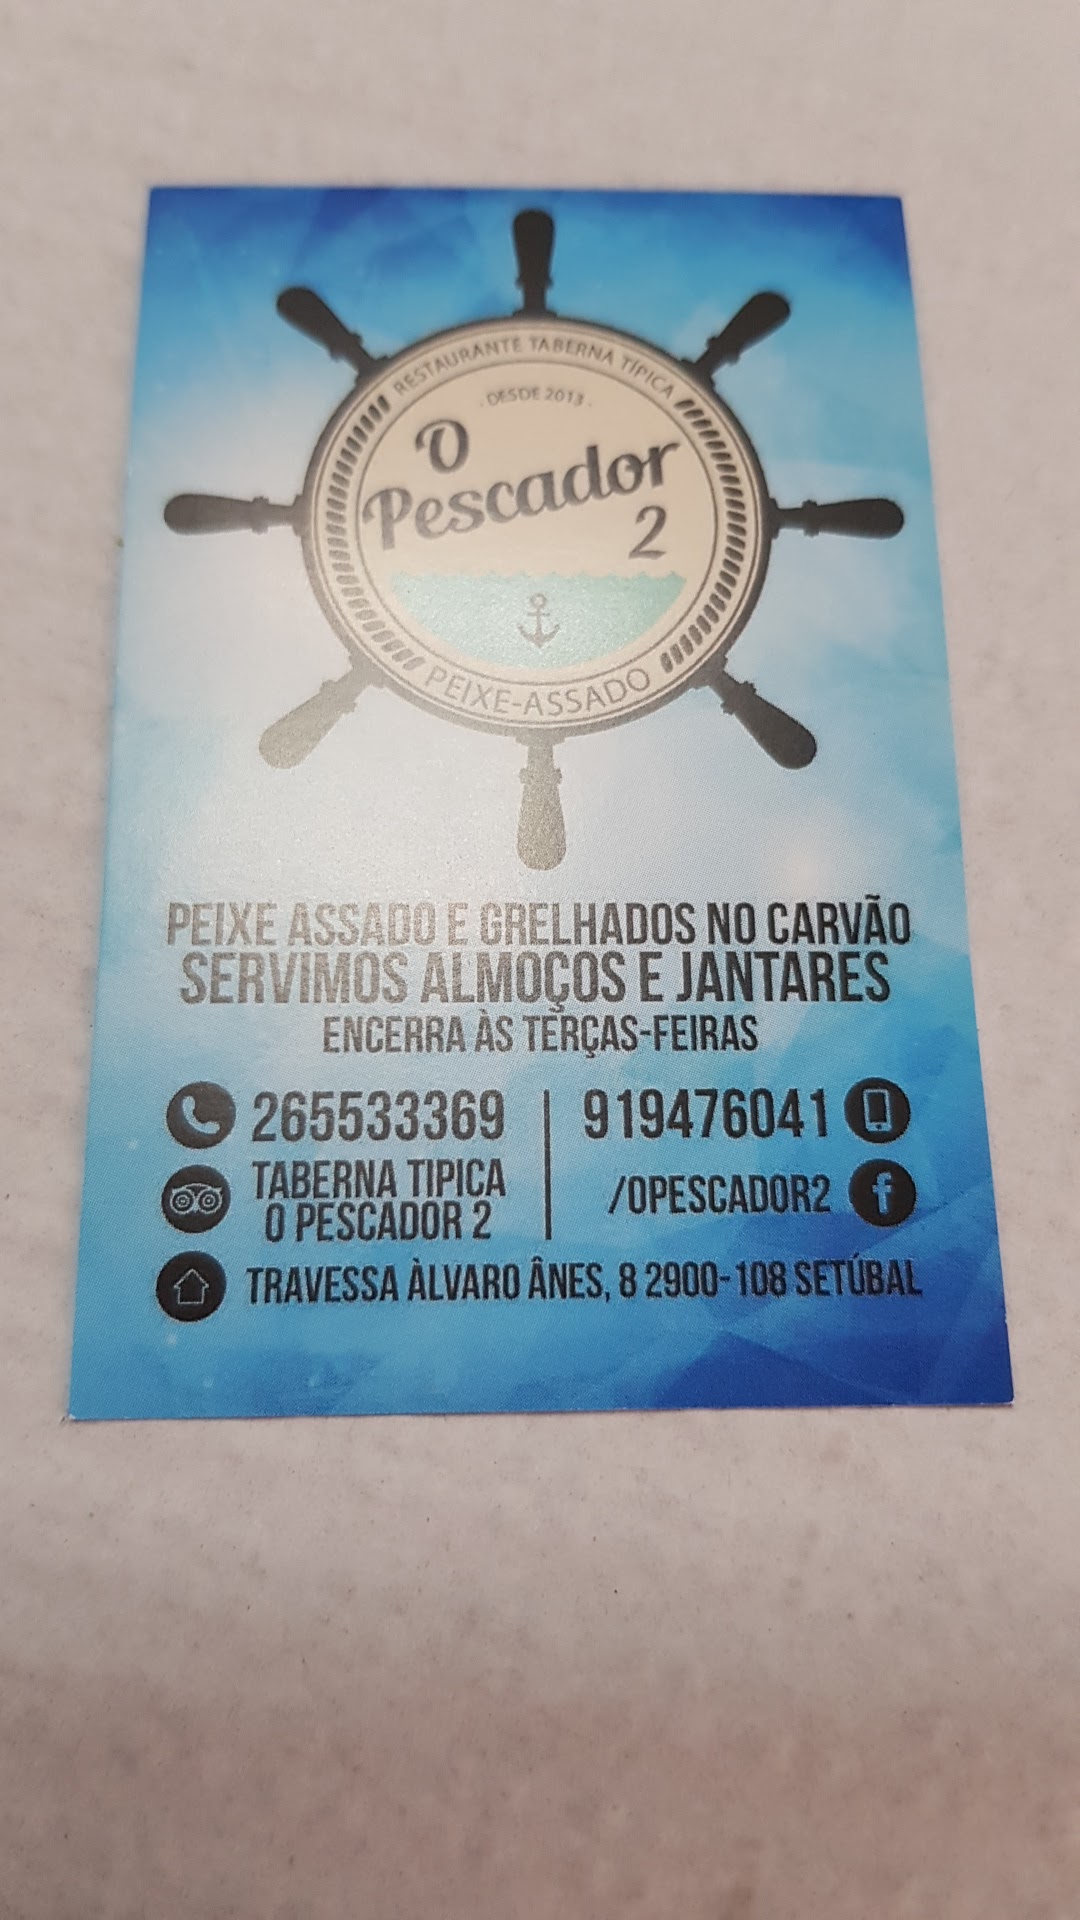 RESTAURANTE TABERNA TÍPICA
· DESDE 2013 ·
O
Pescador
2
PEIXE-ASSADO
PEIXE ASSADO E GRELHADOS NO CARVÃO
SERVIMOS ALMOÇOS E JANTARES
ENCERRA ÀS TERÇAS-FEIRAS
265533369
919476041
TABERNA TIPICA
O PESCADOR 2
/OPESCADOR2
TRAVESSA ÀLVARO ÂNES, 8 2900-108 SETÚBAL